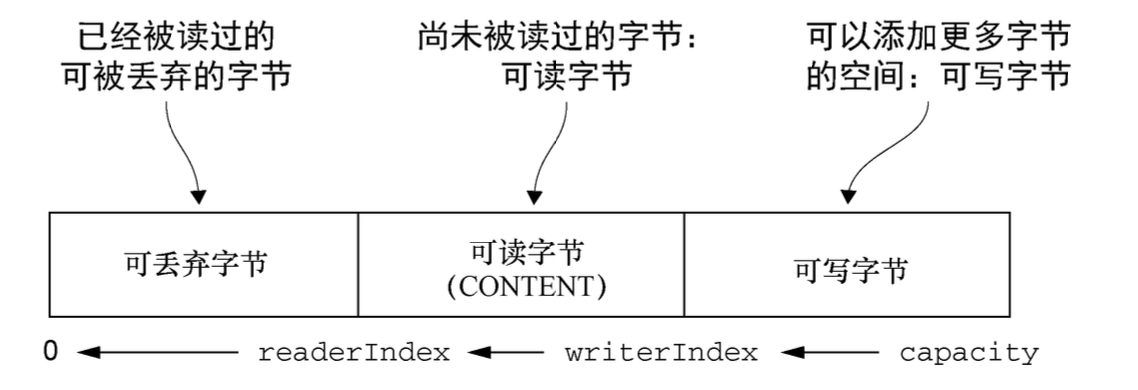 已经被读过的
可被丢弃的字节
尚未被读过的字节：
可读字节
可以添加更多字节
的空间：可写字节
可丢弃字节
可读字节
(CONTENT)
可写字节
0 readerIndex writerIndex capacity